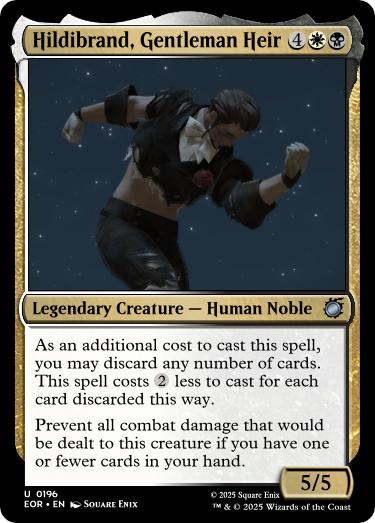 Hildibrand, Gentleman Heir 4
Legendary Creature — Human Noble
As an additional cost to cast this spell,
you may discard any number of cards.
This spell costs 2 less to cast for each
card discarded this way.
Prevent all combat damage that would
be dealt to this creature if you have one
or fewer cards in your hand.
5/5
U 0196
EOR • EN SQUARE ENIX
© 2025 Square Enix
™ & © 2025 Wizards of the Coast